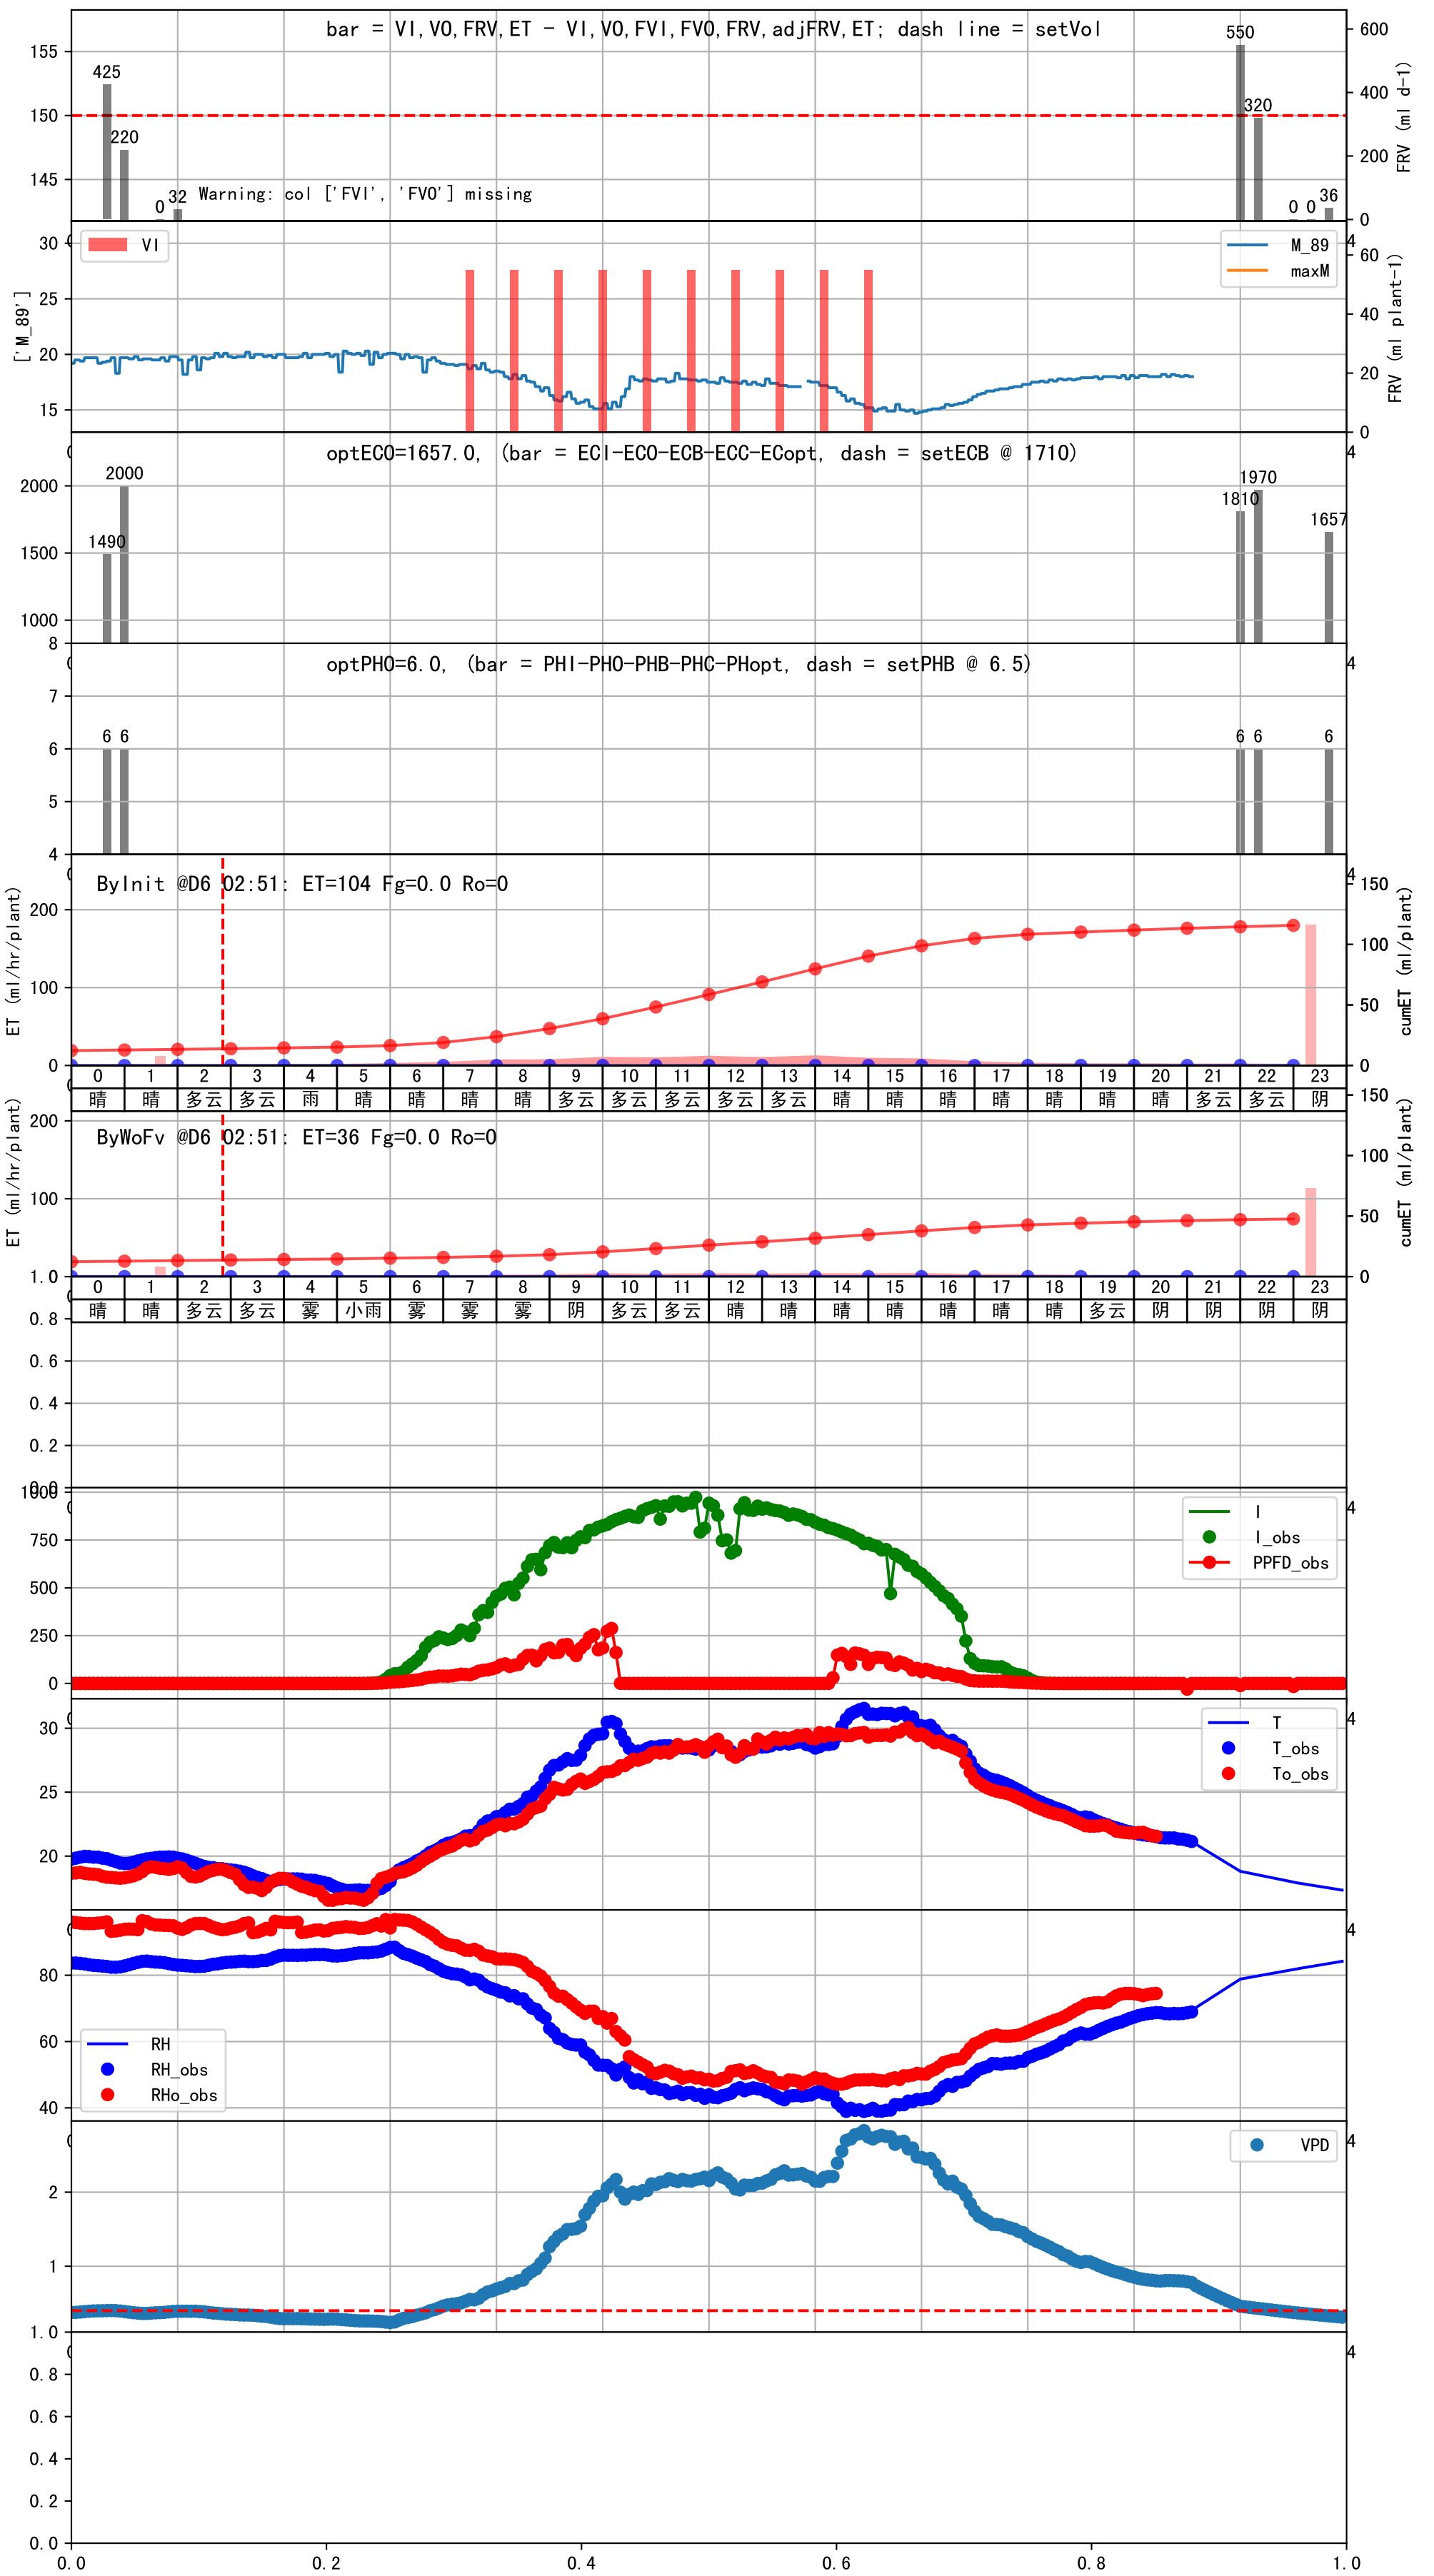 bar = VI,VO,FRV,ET - VI,VO,FVI,FVO,FRV,adjFRV,ET; dash line = setVol
155
150
145
425
220
0
32
Warning: col ['FVI', 'FVO'] missing
550
320
0
0
36
600
400
200
0
FRV (ml d-1)
VI
M_89
maxM
30
25
20
15
['M_89']
4
60
40
20
0
FRV (ml plant-1)
optECO=1657.0, (bar = ECI-ECO-ECB-ECC-ECopt, dash = setECB @ 1710)
4
2000
1500
1000
1490
2000
1810
1970
1657
optPHO=6.0, (bar = PHI-PHO-PHB-PHC-PHopt, dash = setPHB @ 6.5)
4
8
7
6
5
4
6
6
6
6
6
ByInit @D6 02:51: ET=104 Fg=0.0 Ro=0
4
200
100
0
ET (ml/hr/plant)
150
100
50
0
cumET (ml/plant)
0 1 2 3 4 5 6 7 8 9 10 11 12 13 14 15 16 17 18 19 20 21 22 23
晴 晴 多云 多云 雨 晴 晴 晴 晴 多云 多云 多云 多云 多云 晴 晴 晴 晴 晴 晴 晴 多云 多云 阴
ByWoFv @D6 02:51: ET=36 Fg=0.0 Ro=0
200
100
ET (ml/hr/plant)
150
100
50
0
cumET (ml/plant)
0 1 2 3 4 5 6 7 8 9 10 11 12 13 14 15 16 17 18 19 20 21 22 23
晴 晴 多云 多云 雾 小雨 雾 雾 雾 阴 多云 多云 晴 晴 晴 晴 晴 晴 晴 多云 阴 阴 阴 阴
1.0
0.8
0.6
0.4
0.2
0.0
4
1000
750
500
250
0
I
I_obs
PPFD_obs
4
30
25
20
T
T_obs
To_obs
4
80
60
40
RH
RH_obs
RHo_obs
4
2
1
VPD
4
1.0
0.8
0.6
0.4
0.2
0.0
0.0 0.2 0.4 0.6 0.8 1.0